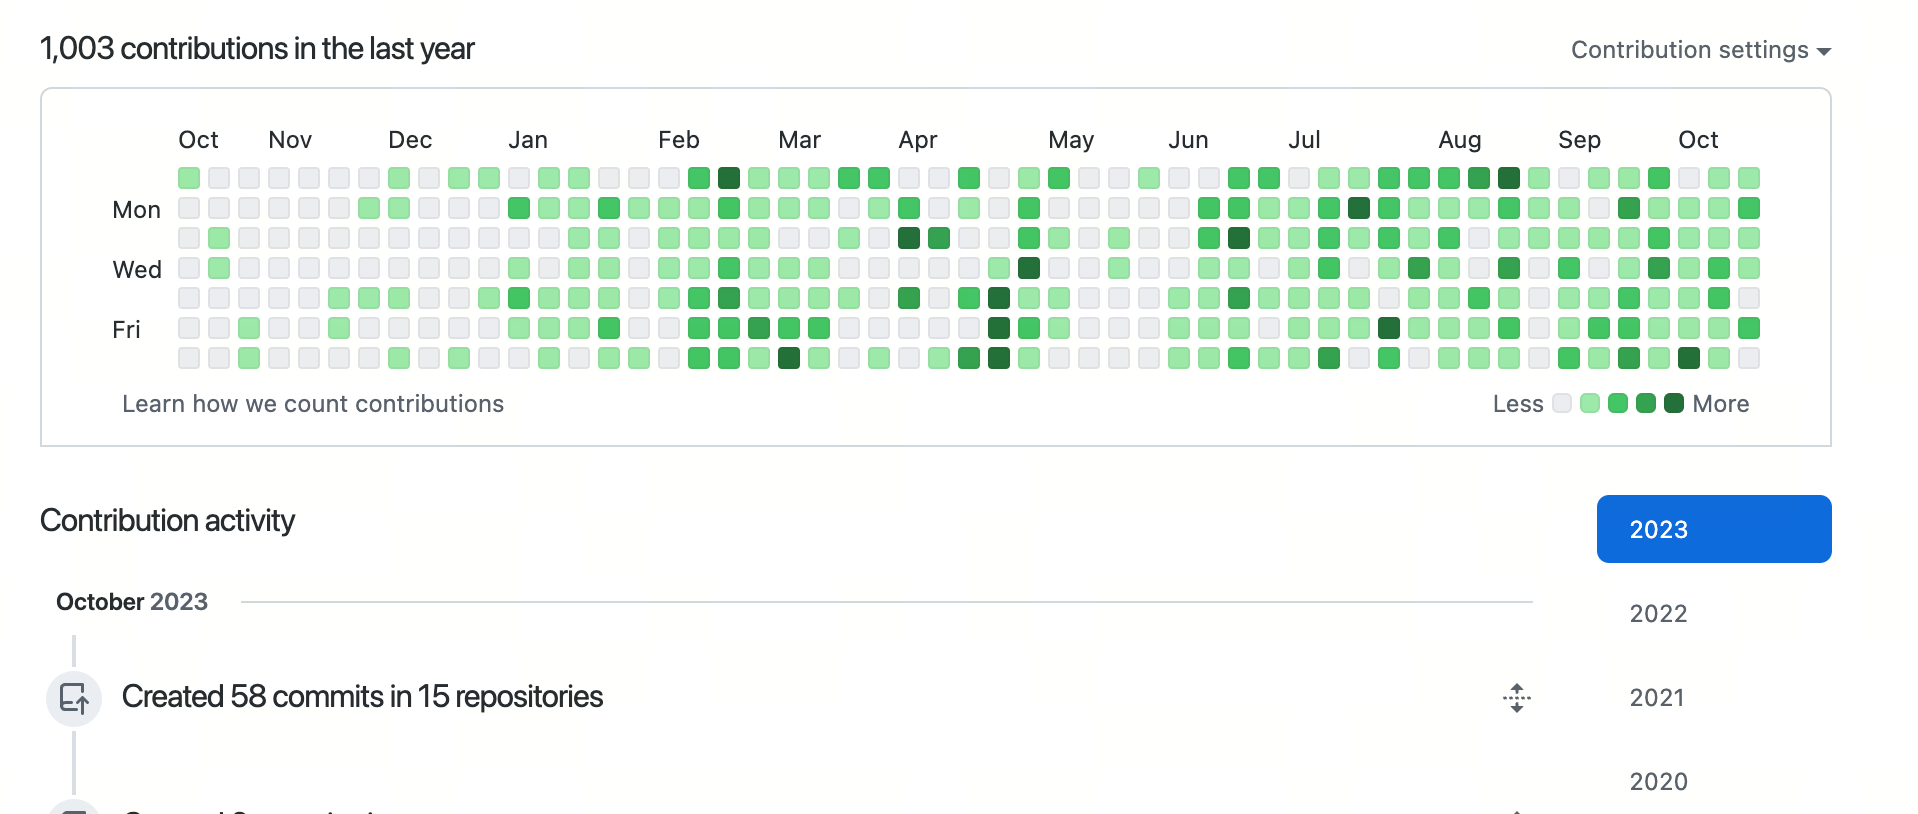 1,003 contributions in the last year
Contribution settings
Oct Nov Dec Jan Feb Mar Apr May Jun Jul Aug Sep Oct
Mon
Wed
Fri
Learn how we count contributions
Less More
Contribution activity
2023
October 2023
2022
Created 58 commits in 15 repositories
2021
2020